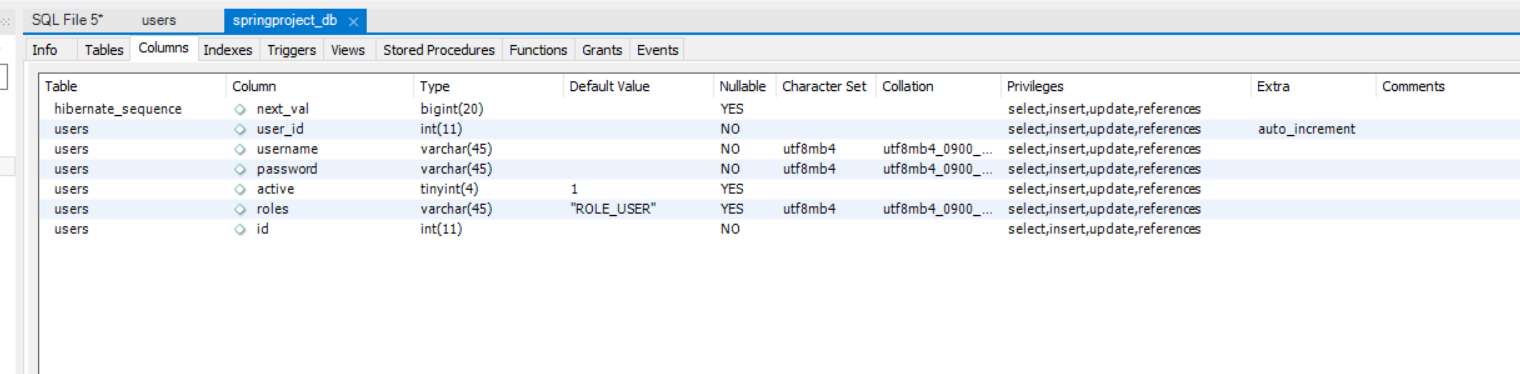 SQL File 5* users springproject_db ×
Info Tables Columns Indexes Triggers Views Stored Procedures Functions Grants Events
Table Column Type Default Value Nullable Character Set Collation Privileges Extra Comments
hibernate_sequence next_val bigint(20) YES select,insert,update,references
users user_id int(11) NO select,insert,update,references auto_increment
users username varchar(45) NO utf8mb4 utf8mb4_0900_... select,insert,update,references
users password varchar(45) NO utf8mb4 utf8mb4_0900_... select,insert,update,references
users active tinyint(4) 1 YES select,insert,update,references
users roles varchar(45) "ROLE_USER" YES utf8mb4 utf8mb4_0900_... select,insert,update,references
users id int(11) NO select,insert,update,references